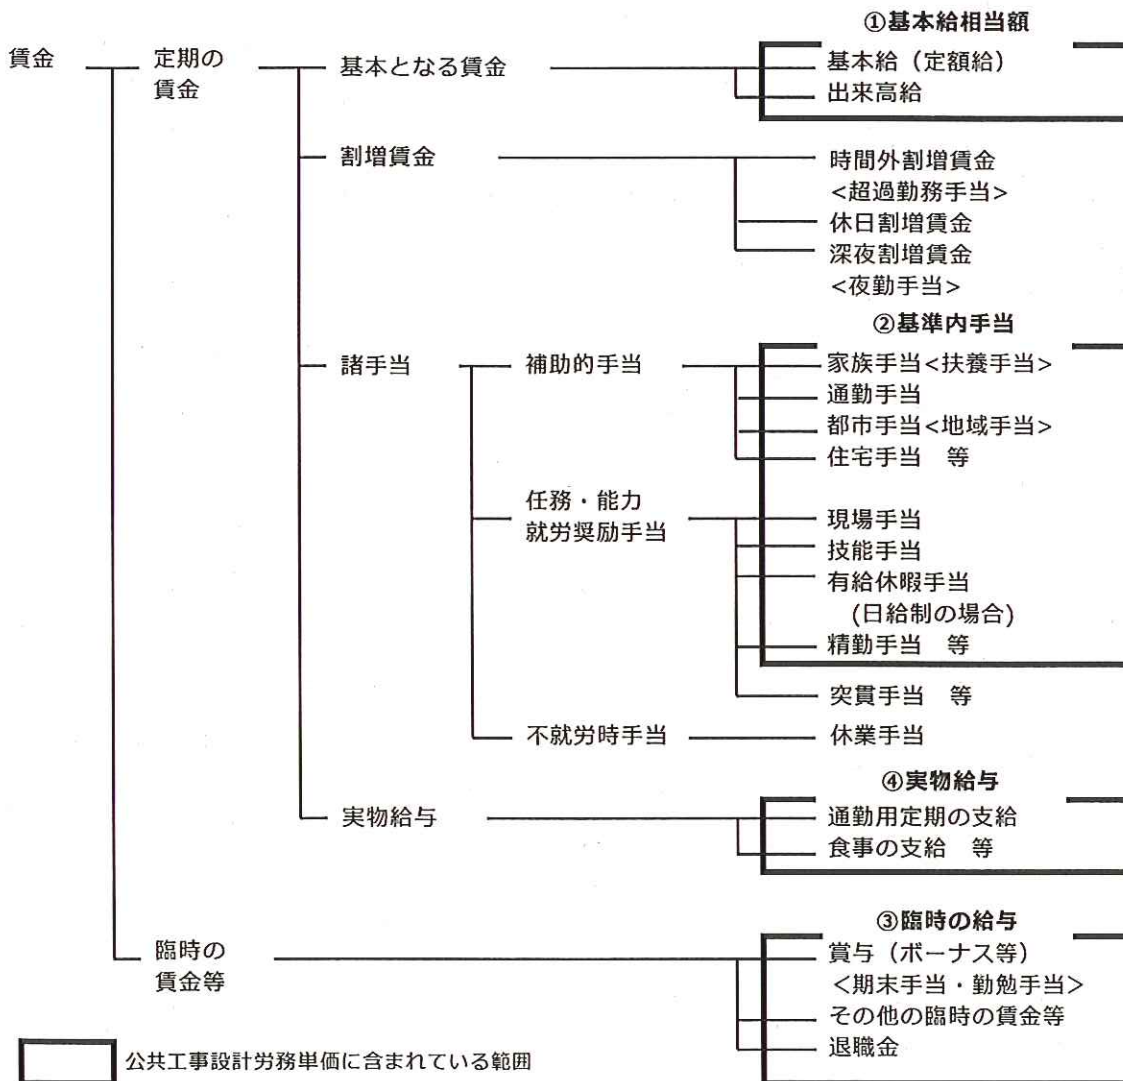 ①基本給相当額
賃金
定期の
賃金
基本となる賃金
基本給（定額給）
出来高給
割増賃金
時間外割増賃金
<超過勤務手当>
休日割増賃金
深夜割増賃金
<夜勤手当>
②基準内手当
諸手当
補助的手当
家族手当<扶養手当>
通勤手当
都市手当<地域手当>
住宅手当　等
任務・能力
就労奨励手当
現場手当
技能手当
有給休暇手当
(日給制の場合)
精勤手当　等
突貫手当　等
不就労時手当
休業手当
④実物給与
実物給与
通勤用定期の支給
食事の支給　等
③臨時の給与
臨時の
賃金等
賞与（ボーナス等）
<期末手当・勤勉手当>
その他の臨時の賃金等
退職金
公共工事設計労務単価に含まれている範囲